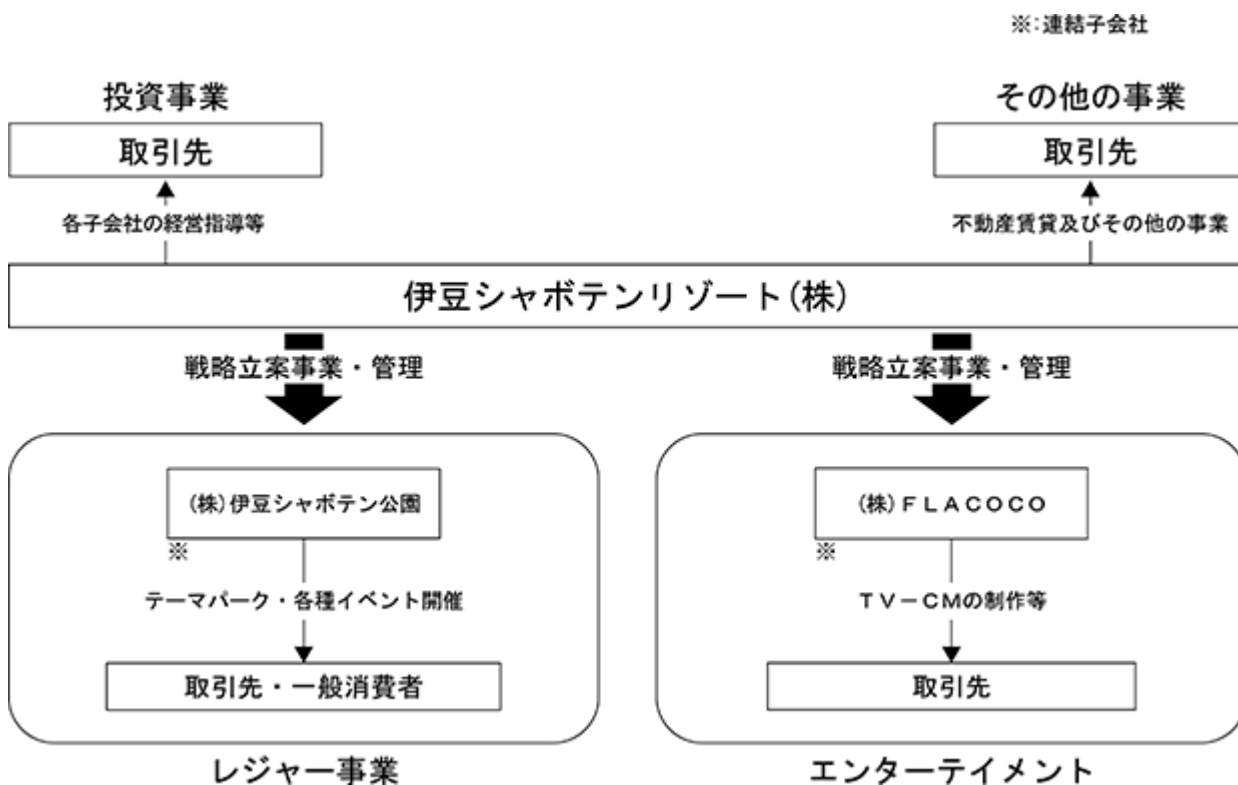 ※:連結子会社
投資事業
その他の事業
取引先
取引先
各子会社の経営指導等
不動産賃貸及びその他の事業
伊豆シャボテンリゾート(株)
戦略立案事業・管理
戦略立案事業・管理
(株)伊豆シャボテン公園
(株)FLACOCO
※
※
テーマパーク・各種イベント開催
TV-CMの制作等
取引先・一般消費者
取引先
レジャー事業
エンターテイメント